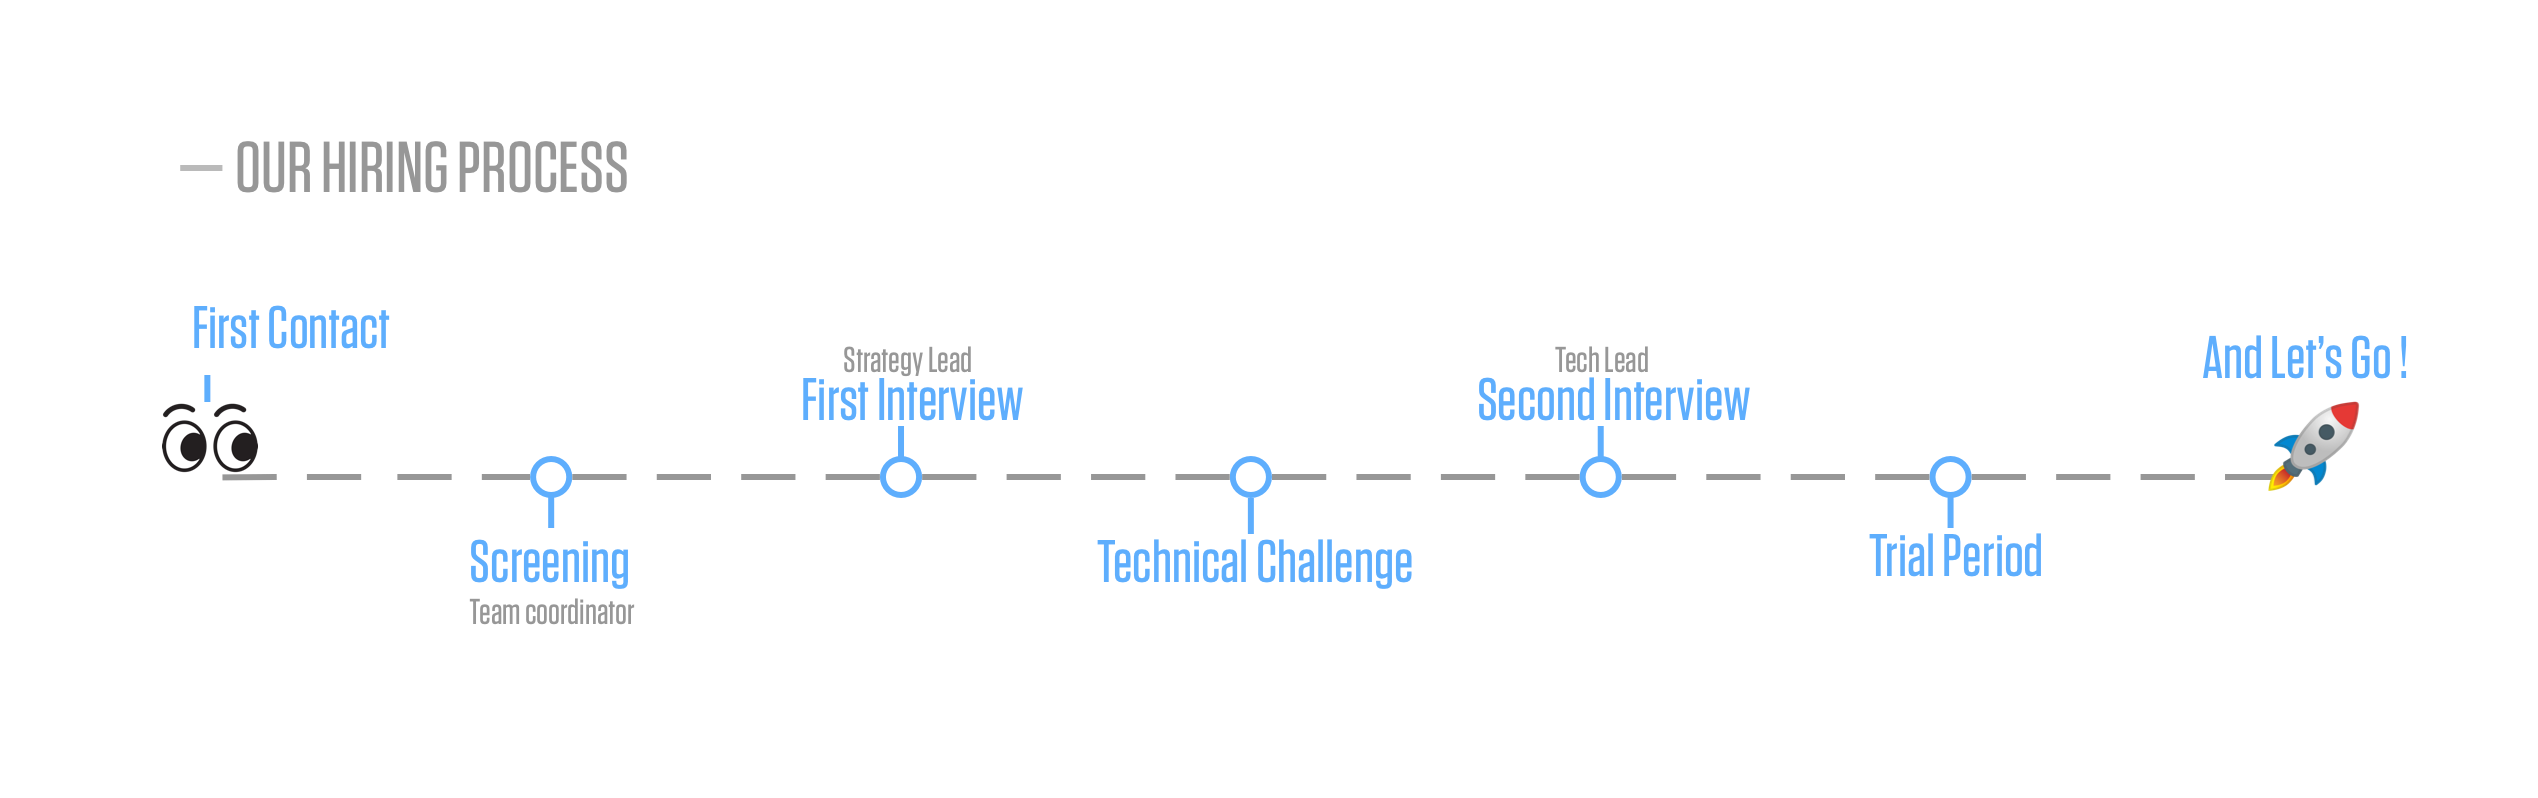 OUR HIRING PROCESS
First Contact
Screening
Team coordinator
Strategy Lead
First Interview
Technical Challenge
Tech Lead
Second Interview
Trial Period
And Let’s Go !